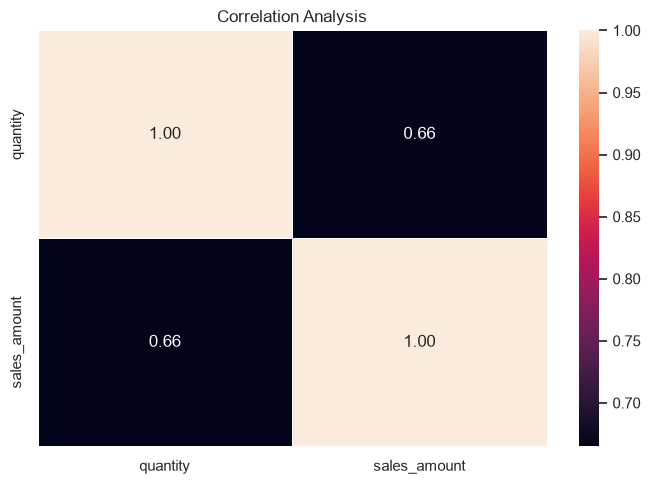 Correlation Analysis
quantity
1.00
0.66
sales_amount
0.66
1.00
quantity
sales_amount
1.00
0.95
0.90
0.85
0.80
0.75
0.70